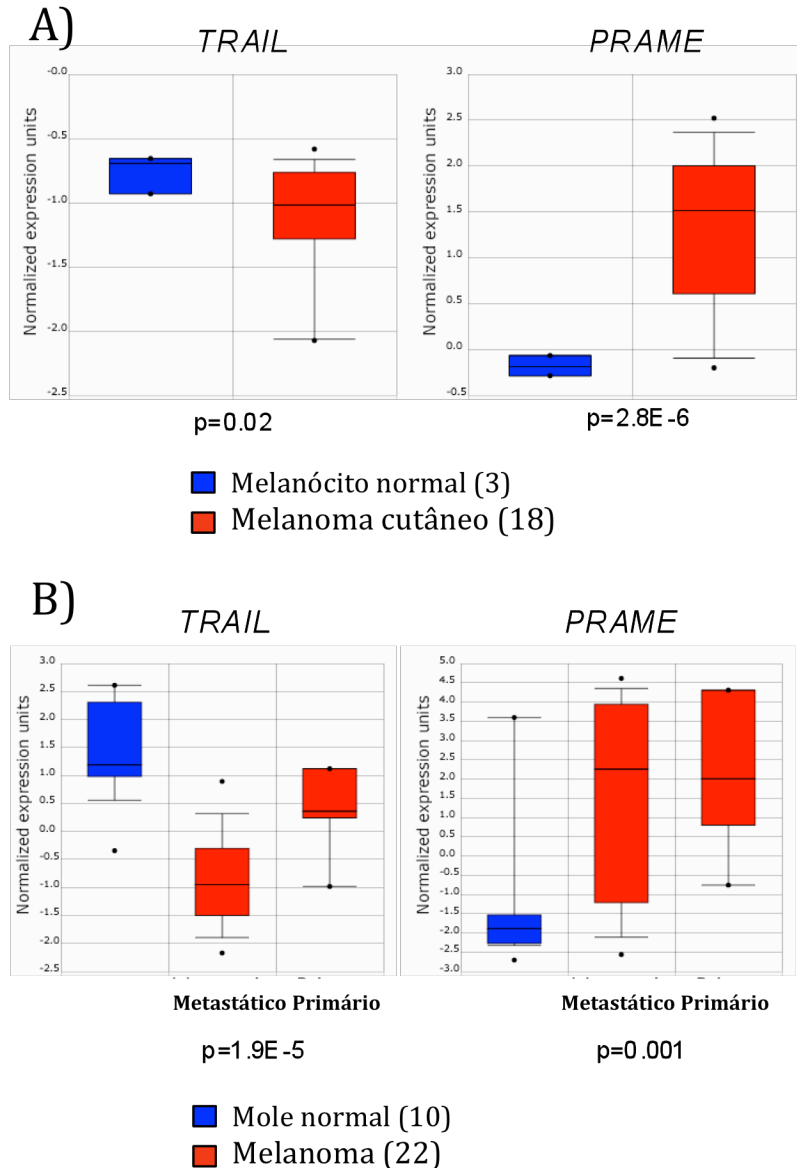 A)
TRAIL
PRAME
Normalized expression units
-0.0
-0.5
-1.0
-1.5
-2.0
-2.5
Normalized expression units
3.0
2.5
2.0
1.5
1.0
0.5
0.0
-0.5
p=0.02
p=2.8E-6
Melanócito normal (3)
Melanoma cutâneo (18)
B)
TRAIL
PRAME
Normalized expression units
3.0
2.5
2.0
1.5
1.0
0.5
0.0
-0.5
-1.0
-1.5
-2.0
-2.5
Normalized expression units
5.0
4.5
4.0
3.5
3.0
2.5
2.0
1.5
1.0
0.5
0.0
-0.5
-1.0
-1.5
-2.0
-2.5
-3.0
Metastático Primário
Metastático Primário
p=1.9E-5
p=0.001
Mole normal (10)
Melanoma (22)